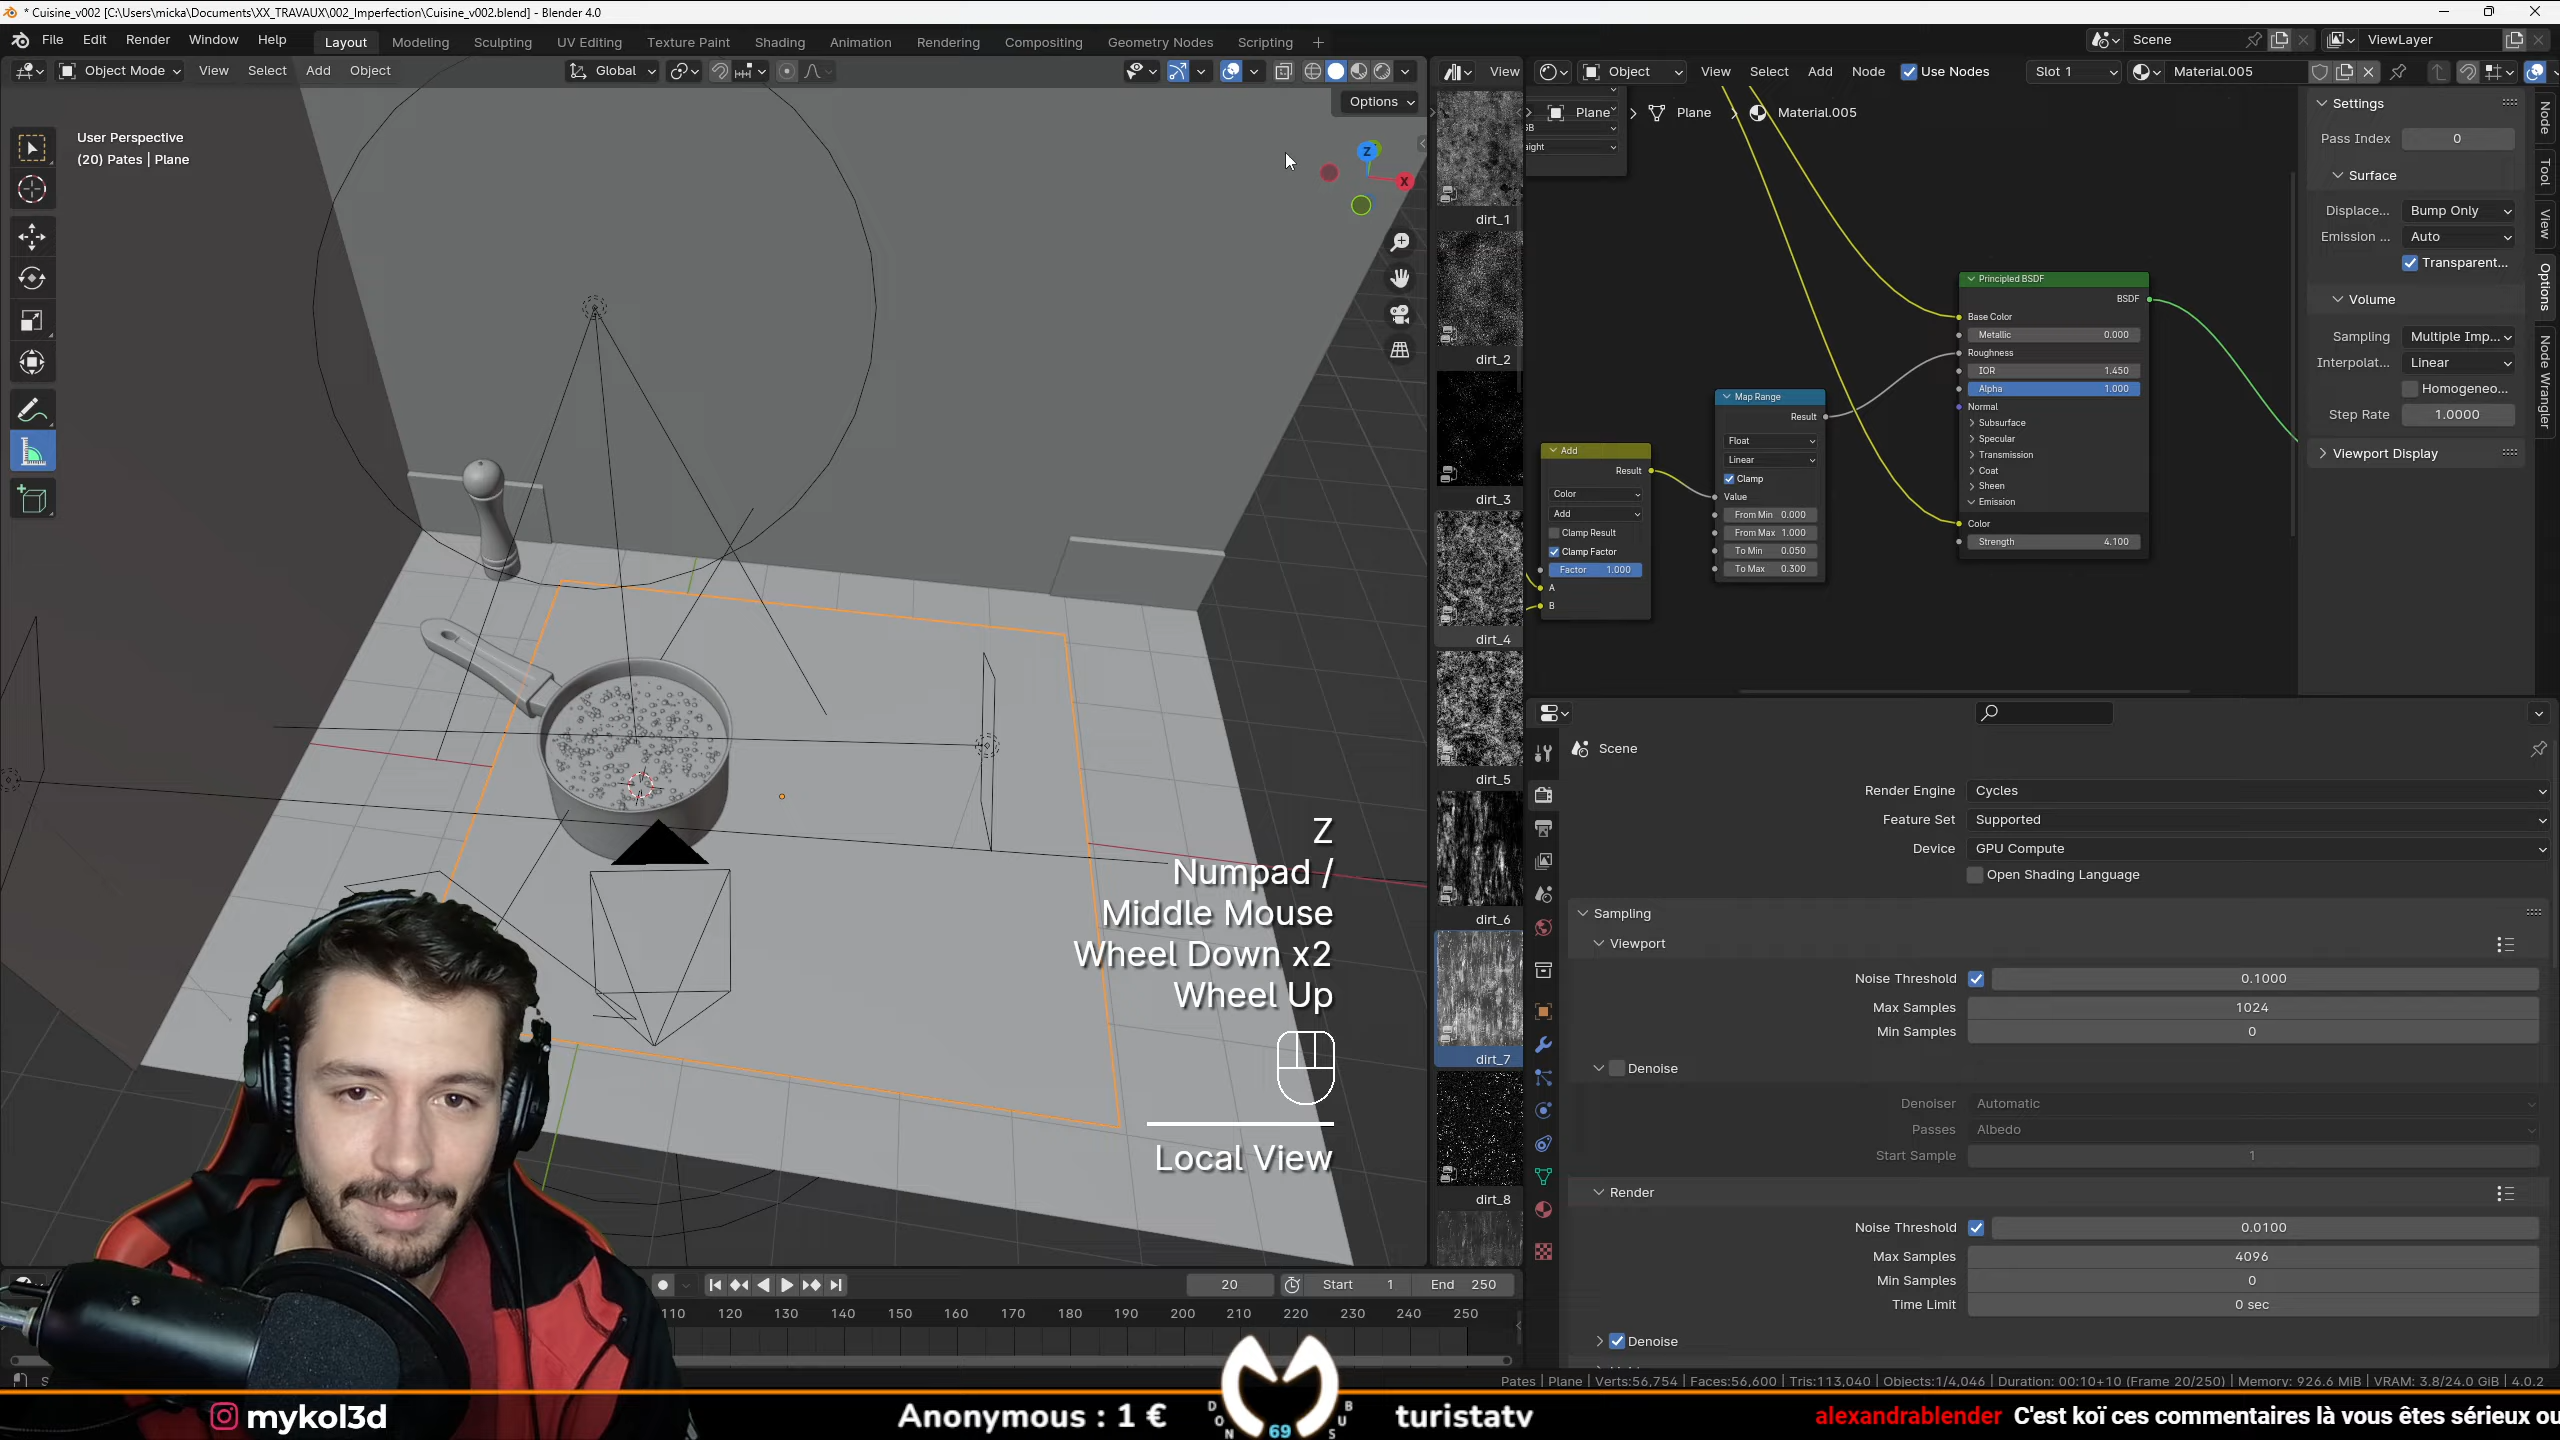 * Cuisine_v002 [C:\Users\micka\Documents\XX_TRAVAUX\002_Imperfection\Cuisine_v002.blend] - Blender 4.0
File Edit Render Window Help Layout Modeling Sculpting UV Editing Texture Paint Shading Animation Rendering Compositing Geometry Nodes Scripting + Scene ViewLayer
Object Mode View Select Add Object Global View Object View Select Add Node Use Nodes Slot 1 Material.005
Options
User Perspective
(20) Pates | Plane
Z
X
dirt_1
dirt_2
dirt_3
dirt_4
dirt_5
dirt_6
dirt_7
dirt_8
Plane > Plane > Material.005
Principled BSDF
BSDF
Base Color
Metallic 0.000
Roughness
IOR 1.450
Alpha 1.000
Normal
Subsurface
Specular
Transmission
Coat
Sheen
Emission
Color
Strength 4.100
Map Range
Result
Float
Linear
Clamp
Value
From Min 0.000
From Max 1.000
To Min 0.050
To Max 0.300
Add
Result
Color
Add
Clamp Result
Clamp Factor
Factor 1.000
A
B
Settings
Pass Index 0
Surface
Displace... Bump Only
Emission ... Auto
Transparent...
Volume
Sampling Multiple Imp...
Interpolat... Linear
Homogeneo...
Step Rate 1.0000
Viewport Display
Node
Tool
View
Options
Node Wrangler
Scene
Render Engine Cycles
Feature Set Supported
Device GPU Compute
Open Shading Language
Sampling
Viewport
Noise Threshold 0.1000
Max Samples 1024
Min Samples 0
Denoise
Denoiser Automatic
Passes Albedo
Start Sample 1
Render
Noise Threshold 0.0100
Max Samples 4096
Min Samples 0
Time Limit 0 sec
Denoise
Z
Numpad /
Middle Mouse
Wheel Down x2
Wheel Up
Local View
20 Start 1 End 250
110 120 130 140 150 160 170 180 190 200 210 220 230 240 250
Pates | Plane | Verts:56,754 | Faces:56,600 | Tris:113,040 | Objects:1/4,046 | Duration: 00:10+10 (Frame 20/250) | Memory: 926.6 MiB | VRAM: 3.8/24.0 GiB | 4.0.2
mykol3d
Anonymous : 1 €
DON
69
BUS
turistatv
alexandrablender C'est koï ces commentaires là vous êtes sérieux ou